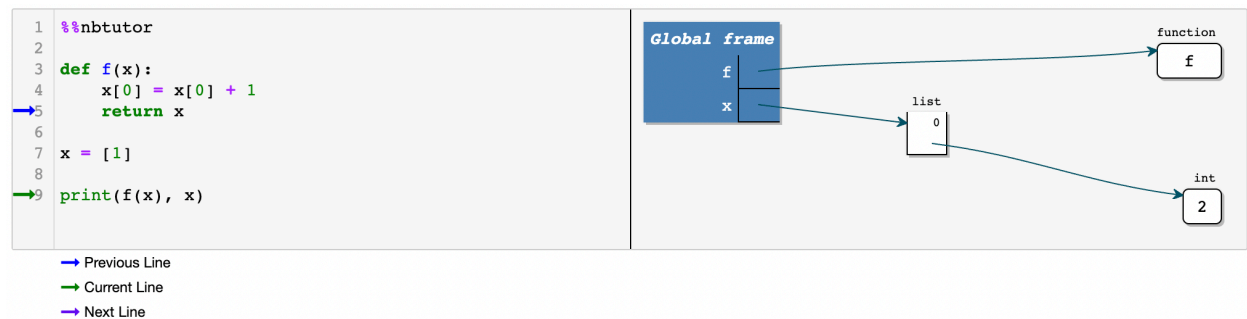 1 %%nbtutor
2
3 def f(x):
4     x[0] = x[0] + 1
5     return x
6
7 x = [1]
8
9 print(f(x), x)
Previous Line
Current Line
Next Line
Global frame
f
x
function
f
list
0
int
2